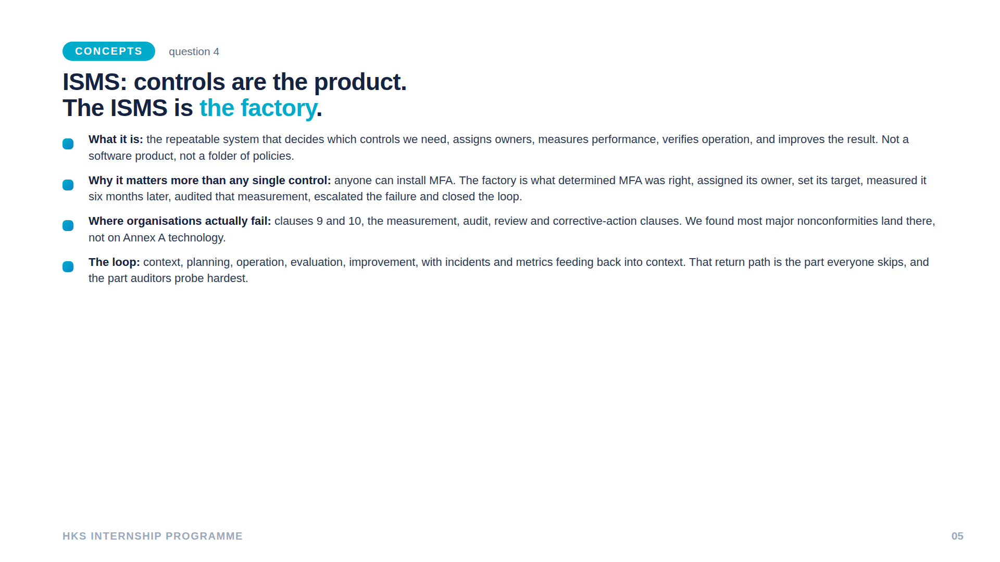 CONCEPTS question 4
ISMS: controls are the product.
The ISMS is the factory.
What it is: the repeatable system that decides which controls we need, assigns owners, measures performance, verifies operation, and improves the result. Not a
software product, not a folder of policies.
Why it matters more than any single control: anyone can install MFA. The factory is what determined MFA was right, assigned its owner, set its target, measured it
six months later, audited that measurement, escalated the failure and closed the loop.
Where organisations actually fail: clauses 9 and 10, the measurement, audit, review and corrective-action clauses. We found most major nonconformities land there,
not on Annex A technology.
The loop: context, planning, operation, evaluation, improvement, with incidents and metrics feeding back into context. That return path is the part everyone skips, and
the part auditors probe hardest.
HKS INTERNSHIP PROGRAMME 05